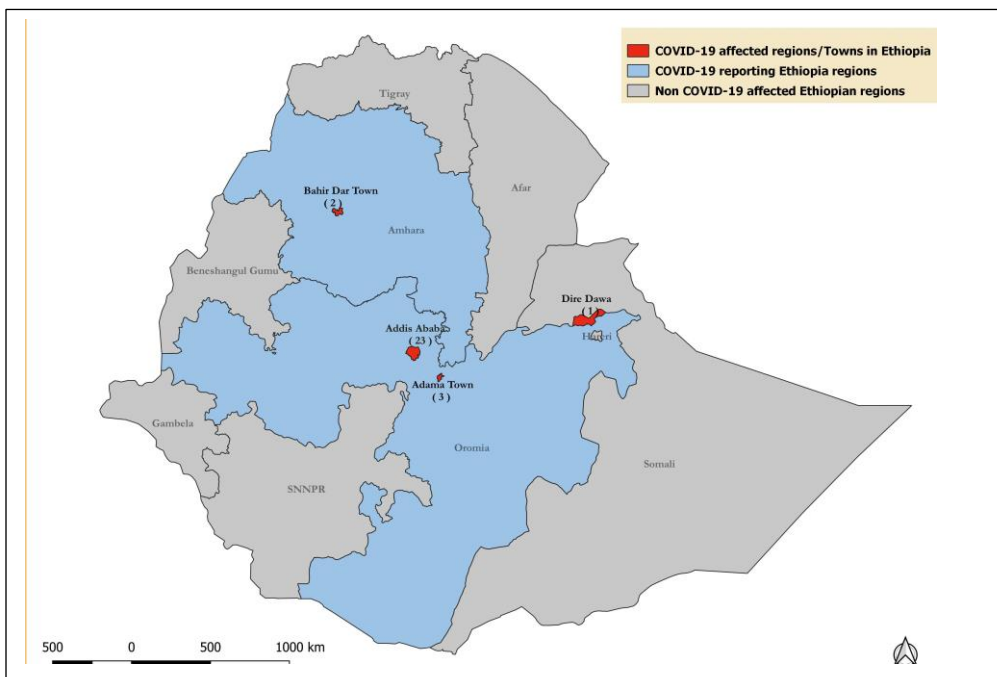 COVID-19 affected regions/Towns in Ethiopia
COVID-19 reporting Ethiopia regions
Non COVID-19 affected Ethiopian regions
Tigray
Afar
Bahir Dar Town
( 2 )
Amhara
Beneshangul Gumu
Dire Dawa
( 1 )
Hareri
Addis Ababa
( 23 )
Adama Town
( 3 )
Gambela
Oromia
Somali
SNNPR
500 0 500 1000 km